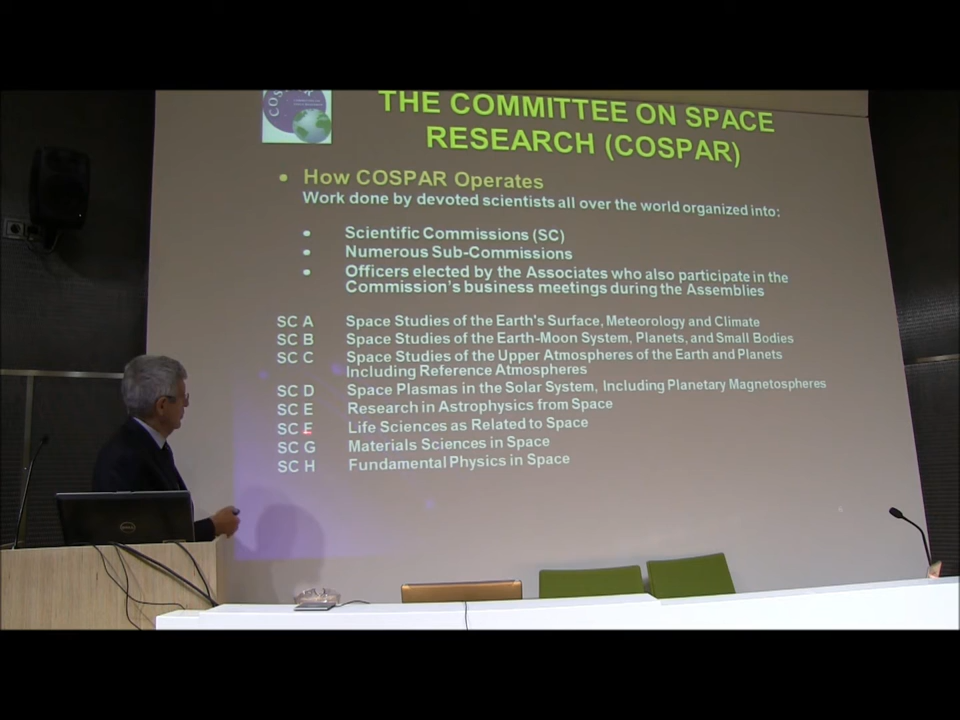 THE COMMITTEE ON SPACE
RESEARCH (COSPAR)
• How COSPAR Operates
Work done by devoted scientists all over the world organized into:
• Scientific Commissions (SC)
• Numerous Sub-Commissions
• Officers elected by the Associates who also participate in the
Commission's business meetings during the Assemblies
SC A Space Studies of the Earth's Surface, Meteorology and Climate
SC B Space Studies of the Earth-Moon System, Planets, and Small Bodies
SC C Space Studies of the Upper Atmospheres of the Earth and Planets
Including Reference Atmospheres
SC D Space Plasmas in the Solar System, Including Planetary Magnetospheres
SC E Research in Astrophysics from Space
SC F Life Sciences as Related to Space
SC G Materials Sciences in Space
SC H Fundamental Physics in Space
DELL